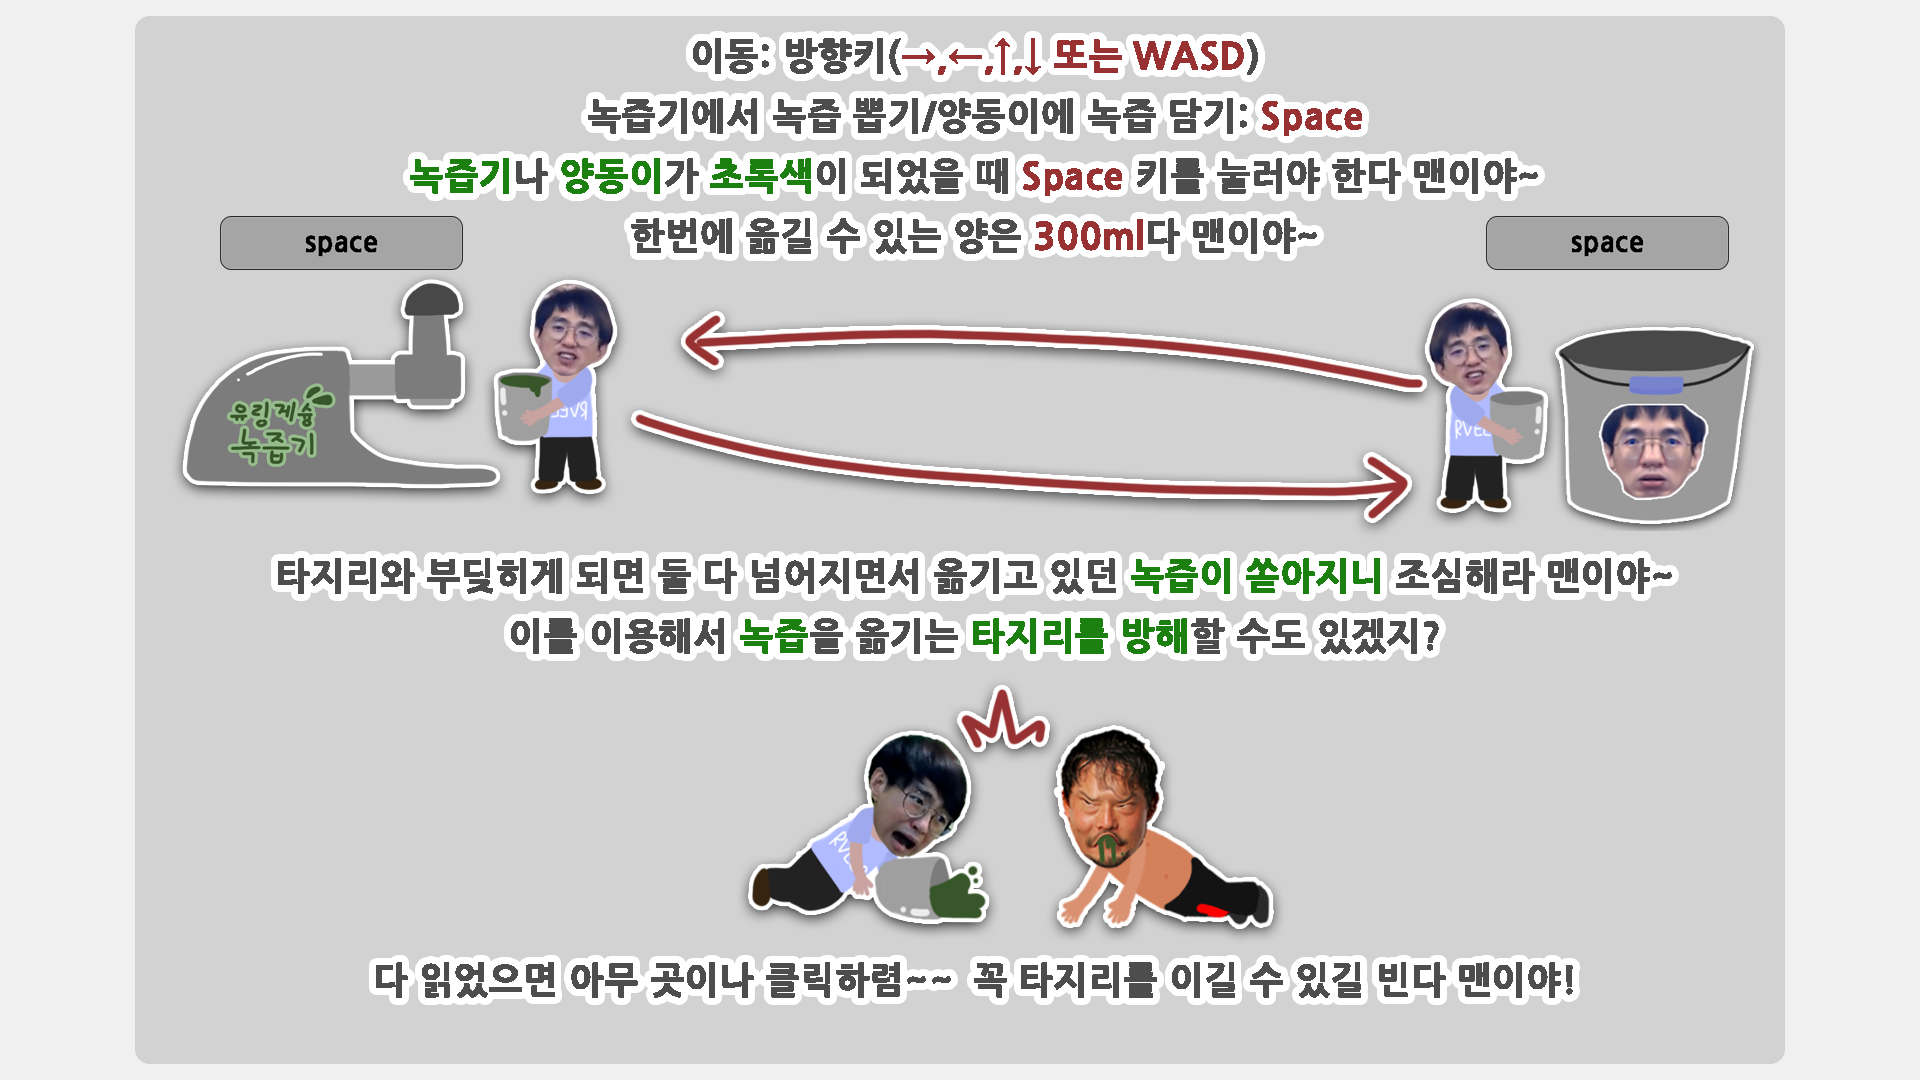 이동: 방향키(→,←,↑,↓ 또는 WASD)
녹즙기에서 녹즙 뽑기/양동이에 녹즙 담기: Space
녹즙기나 양동이가 초록색이 되었을 때 Space 키를 눌러야 한다 맨이야~
한번에 옮길 수 있는 양은 300ml다 맨이야~
space
space
유링게슝
녹즙기
RVEL
RVEL
타지리와 부딪히게 되면 둘 다 넘어지면서 옮기고 있던 녹즙이 쏟아지니 조심해라 맨이야~
이를 이용해서 녹즙을 옮기는 타지리를 방해할 수도 있겠지?
RVEL
다 읽었으면 아무 곳이나 클릭하렴~~ 꼭 타지리를 이길 수 있길 빈다 맨이야!